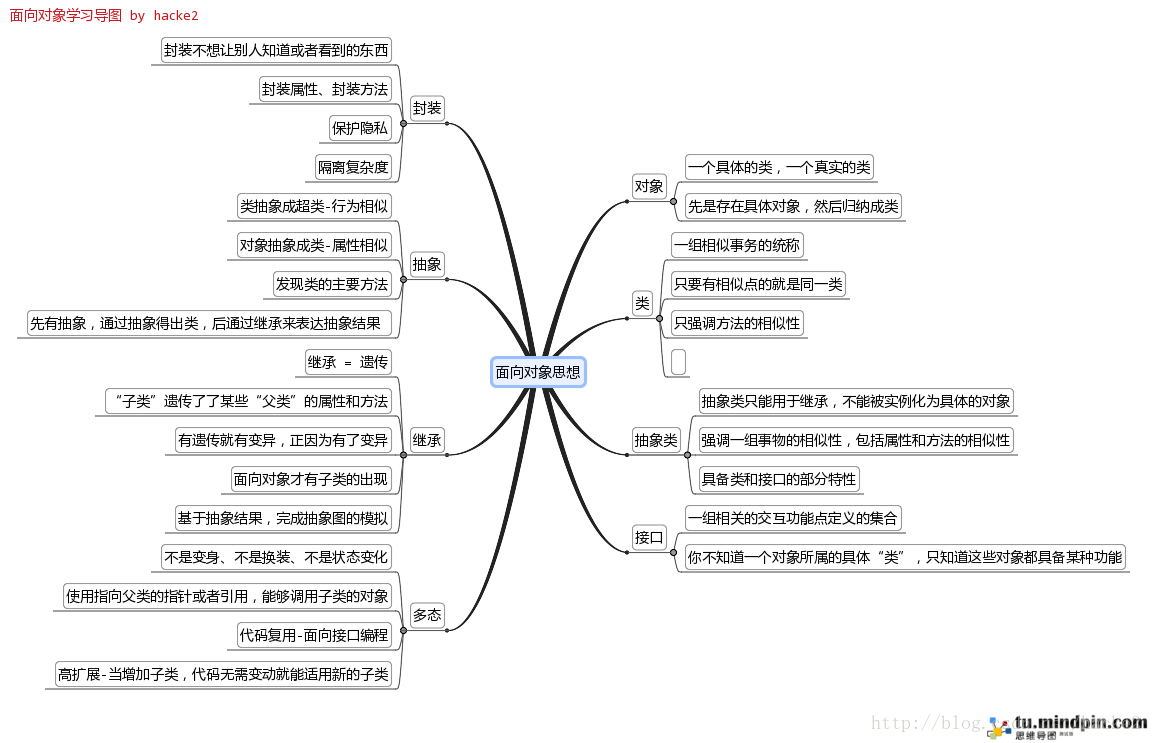 面向对象学习导图 by hacke2
封装不想让别人知道或者看到的东西
封装属性、封装方法
封装
保护隐私
隔离复杂度
类抽象成超类-行为相似
对象抽象成类-属性相似
抽象
发现类的主要方法
先有抽象，通过抽象得出类，后通过继承来表达抽象结果
继承 = 遗传
“子类”遗传了了某些“父类”的属性和方法
有遗传就有变异，正因为有了变异
继承
面向对象才有子类的出现
基于抽象结果，完成抽象图的模拟
不是变身、不是换装、不是状态变化
使用指向父类的指针或者引用，能够调用子类的对象
多态
代码复用-面向接口编程
高扩展-当增加子类，代码无需变动就能适用新的子类
面向对象思想
对象
一个具体的类，一个真实的类
先是存在具体对象，然后归纳成类
类
一组相似事务的统称
只要有相似点的就是同一类
只强调方法的相似性
抽象类
抽象类只能用于继承，不能被实例化为具体的对象
强调一组事物的相似性，包括属性和方法的相似性
具备类和接口的部分特性
接口
一组相关的交互功能点定义的集合
你不知道一个对象所属的具体“类”，只知道这些对象都具备某种功能
http://blog.
tu.mindpin.com
思维导图